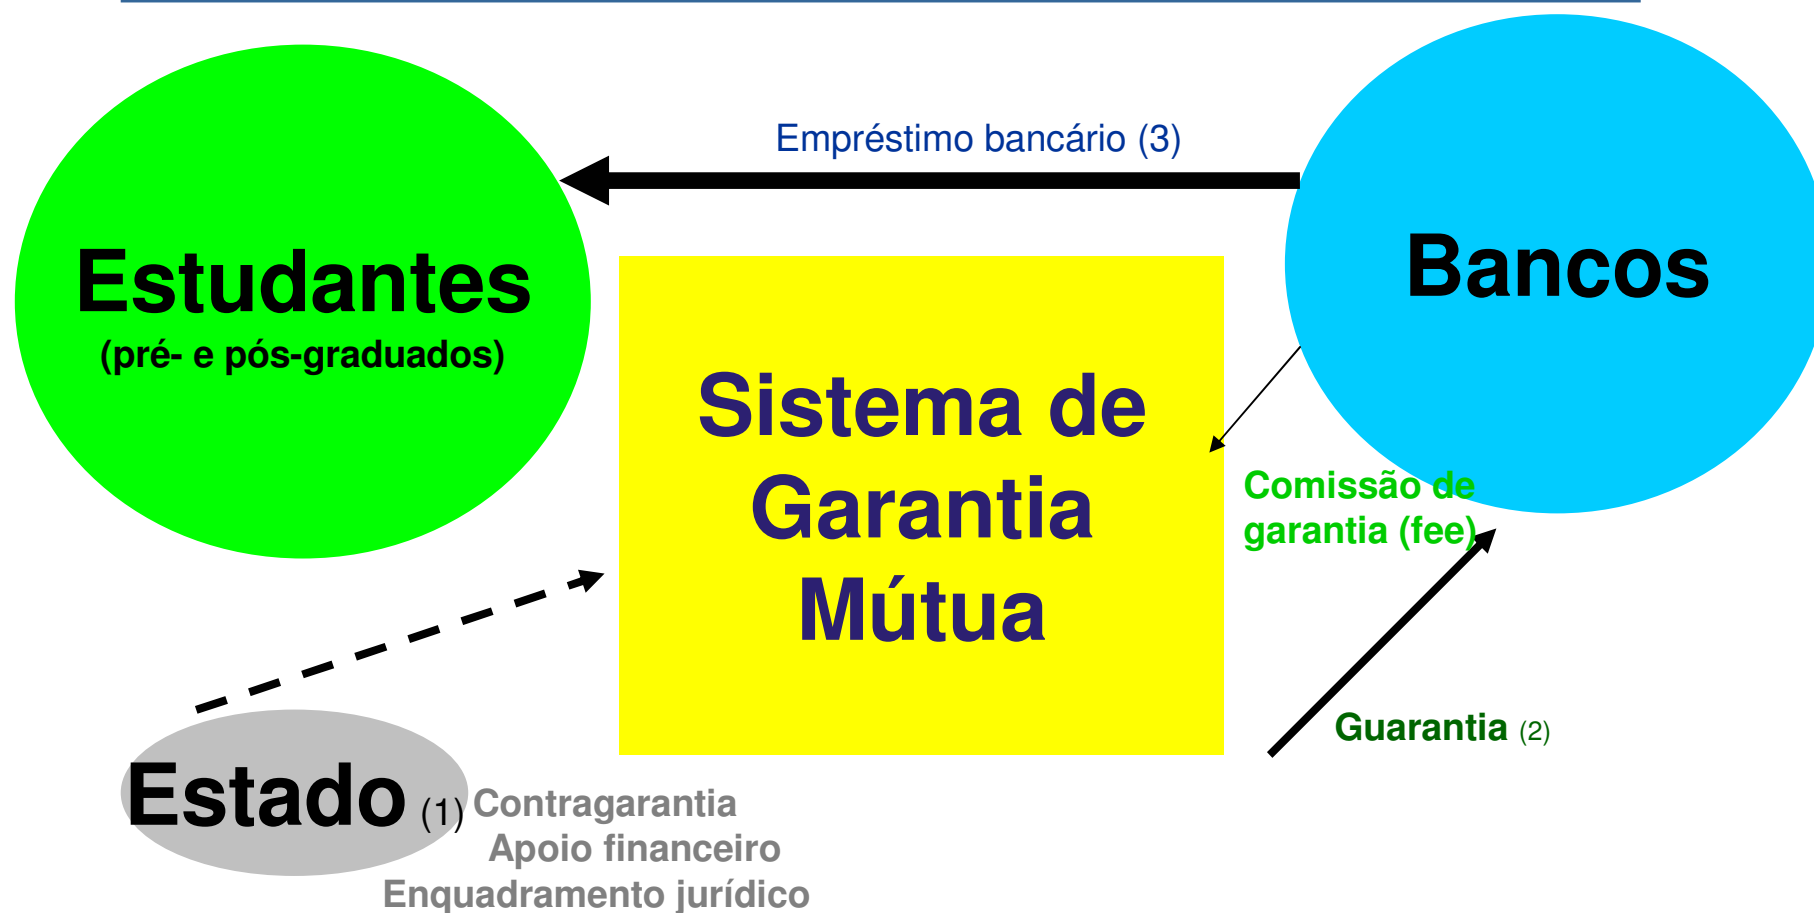 Empréstimo bancário (3)
Estudantes
(pré- e pós-graduados)
Bancos
Sistema de
Garantia
Mútua
Comissão de
garantia (fee)
Guarantia (2)
Estado (1) Contragarantia
Apoio financeiro
Enquadramento jurídico